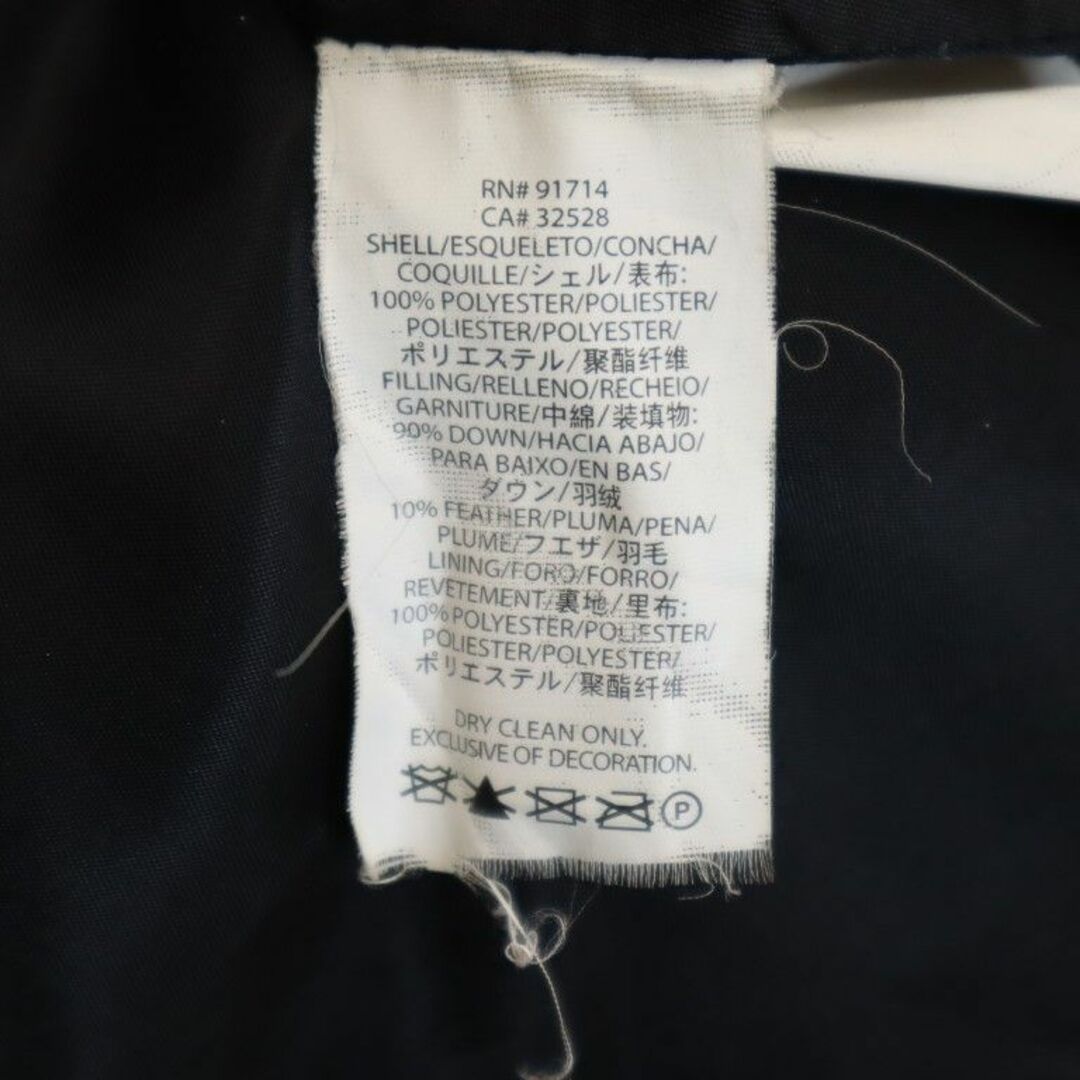 RN# 91714
CA# 32528
SHELL/ESQUELETO/CONCHA/
COQUILLE/シェル/表布:
100% POLYESTER/POLIESTER/
POLIESTER/POLYESTER/
ポリエステル/聚酯纤维
FILLING/RELLENO/RECHEIO/
GARNITURE/中綿/装填物:
90% DOWN/HACIA ABAJO/
PARA BAIXO/EN BAS/
ダウン/羽绒
10% FEATHER/PLUMA/PENA/
PLUME/フエザ/羽毛
LINING/FORO/FORRO/
REVETEMENT/裏地/里布:
100% POLYESTER/POLIESTER/
POLIESTER/POLYESTER/
ポリエステル/聚酯纤维
DRY CLEAN ONLY.
EXCLUSIVE OF DECORATION.
P